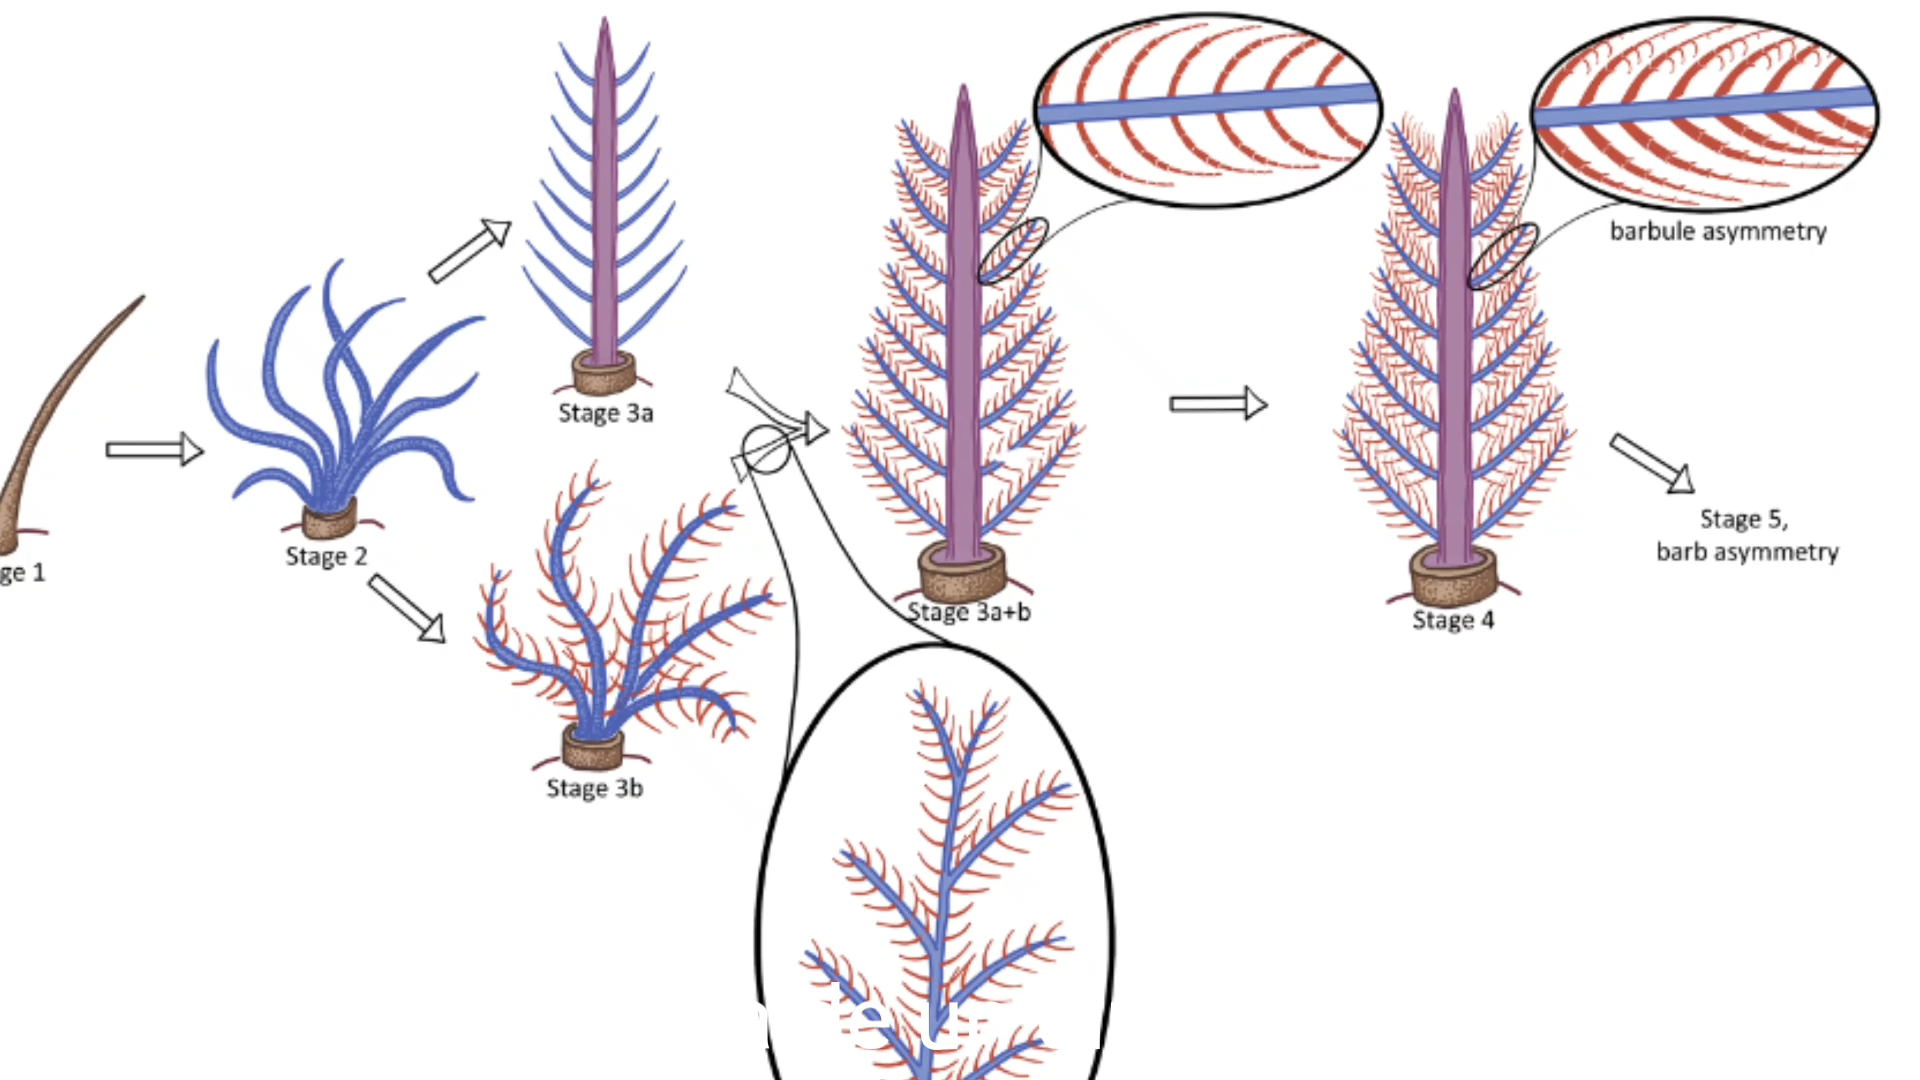 Stage 3a
barbule asymmetry
ge 1
Stage 2
Stage 3b
Stage 3a+b
Stage 4
Stage 5,
barb asymmetry